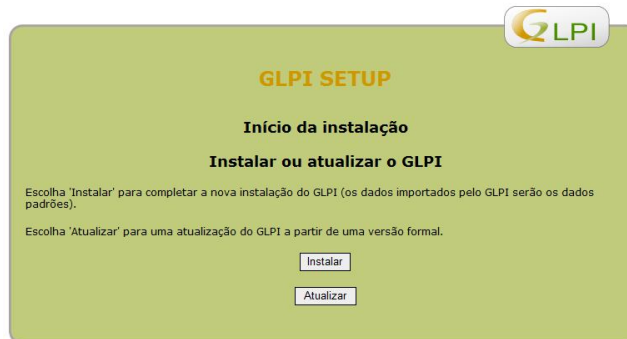 GLPI
GLPI SETUP
Início da instalação
Instalar ou atualizar o GLPI
Escolha 'Instalar' para completar a nova instalação do GLPI (os dados importados pelo GLPI serão os dados
padrões).
Escolha 'Atualizar' para uma atualização do GLPI a partir de uma versão formal.
Instalar
Atualizar